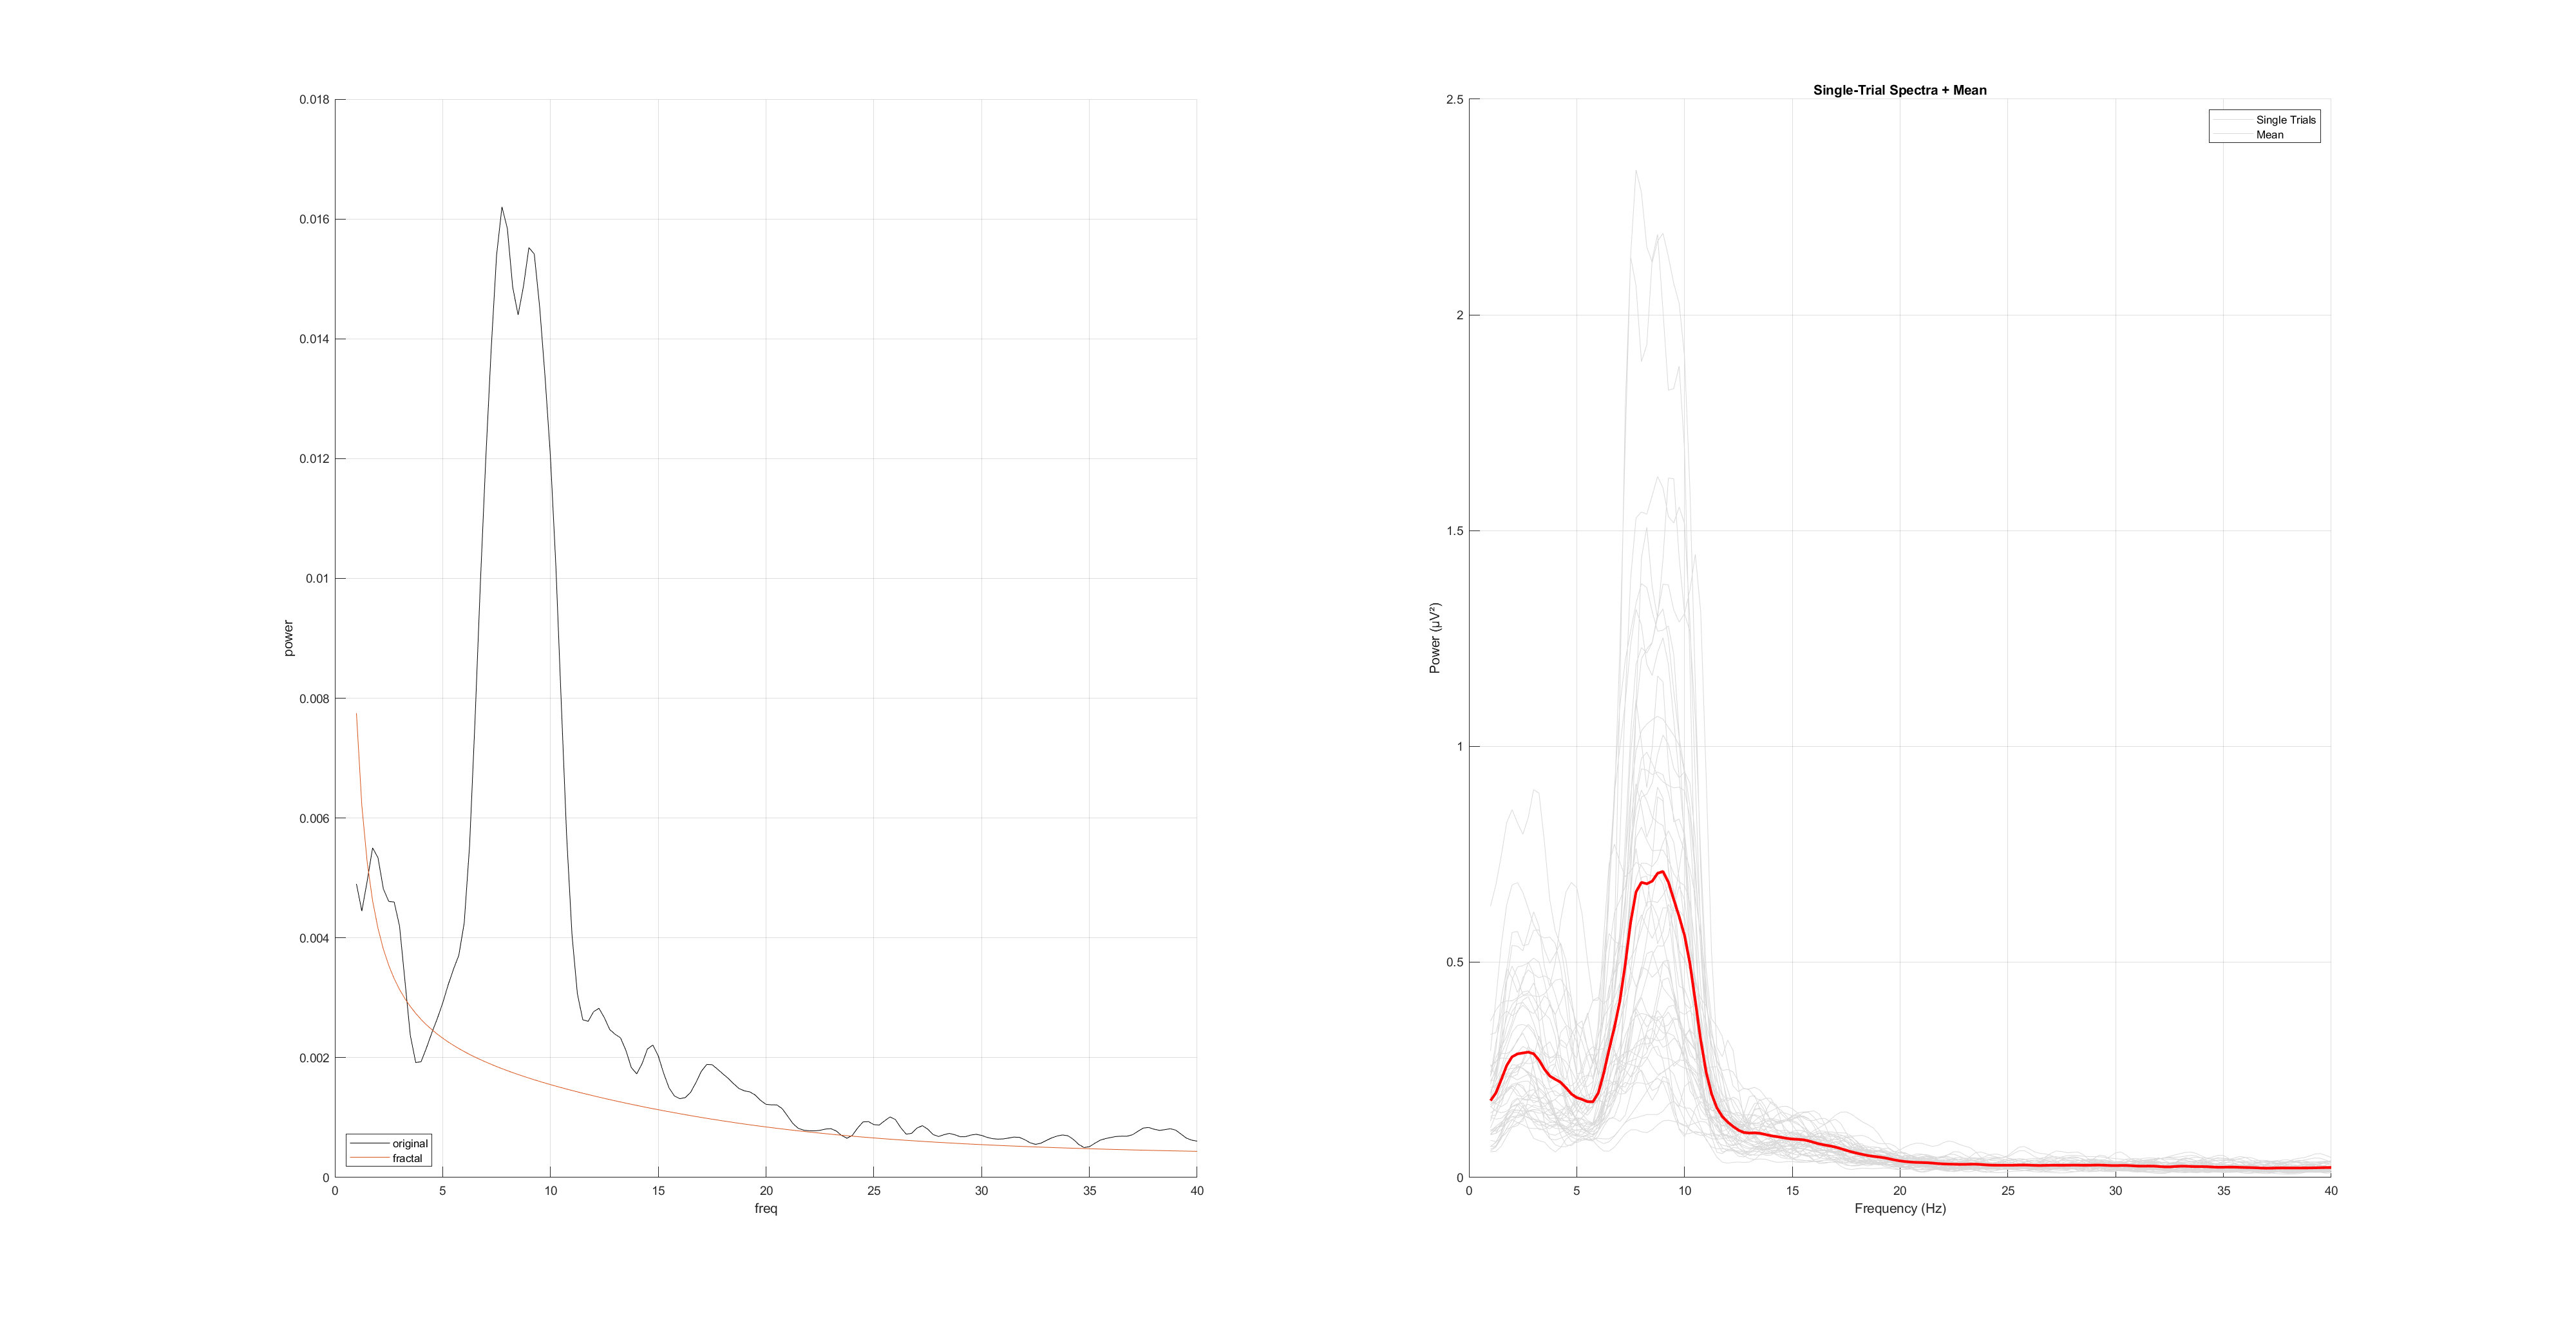 0.018
0.016
0.014
0.012
0.01
0.008
0.006
0.004
0.002
0
power
original
fractal
0 5 10 15 20 25 30 35 40
freq
Single-Trial Spectra + Mean
2.5
2
1.5
1
0.5
0
Power (µV²)
Single Trials
Mean
0 5 10 15 20 25 30 35 40
Frequency (Hz)